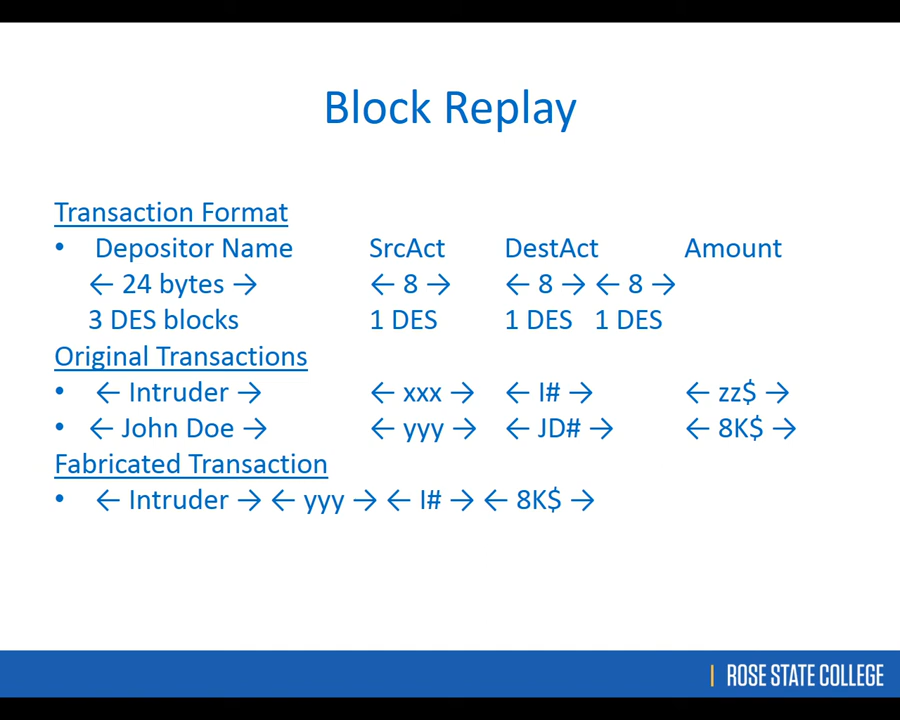 Block Replay
Transaction Format
• Depositor Name SrcAct DestAct Amount
← 24 bytes → ← 8 → ← 8 → ← 8 →
3 DES blocks 1 DES 1 DES 1 DES
Original Transactions
• ← Intruder → ← xxx → ← I# → ← zz$ →
• ← John Doe → ← yyy → ← JD# → ← 8K$ →
Fabricated Transaction
• ← Intruder → ← yyy → ← I# → ← 8K$ →
ROSE STATE COLLEGE